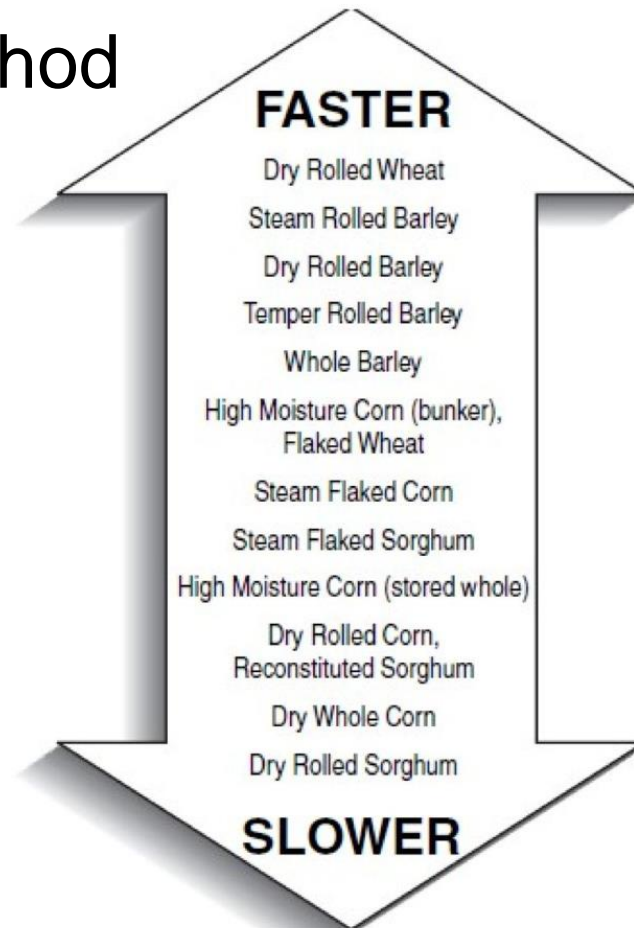 hod
FASTER
Dry Rolled Wheat
Steam Rolled Barley
Dry Rolled Barley
Temper Rolled Barley
Whole Barley
High Moisture Corn (bunker),
Flaked Wheat
Steam Flaked Corn
Steam Flaked Sorghum
High Moisture Corn (stored whole)
Dry Rolled Corn,
Reconstituted Sorghum
Dry Whole Corn
Dry Rolled Sorghum
SLOWER